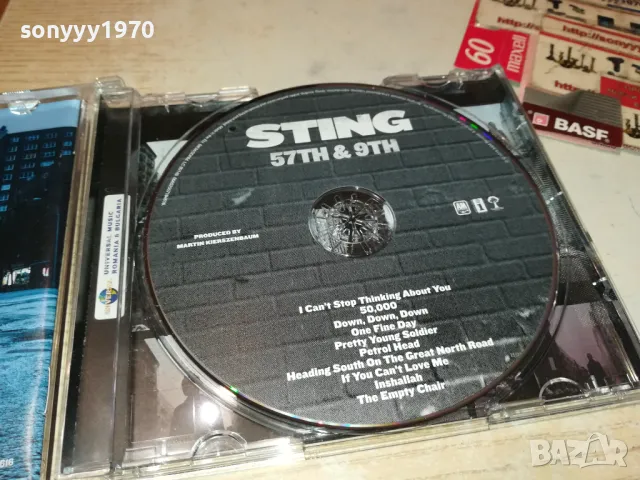 sonyyy1970
60
maxell
http://sony
BASF
STING
57TH & 9TH
PRODUCED BY
MARTIN KIERSZENBAUM
UNIVERSAL MUSIC
ROMANIA & BULGARIA
I Can't Stop Thinking About You
50,000
Down, Down, Down
One Fine Day
Pretty Young Soldier
Petrol Head
Heading South On The Great North Road
If You Can't Love Me
Inshallah
The Empty Chair
BAZAR